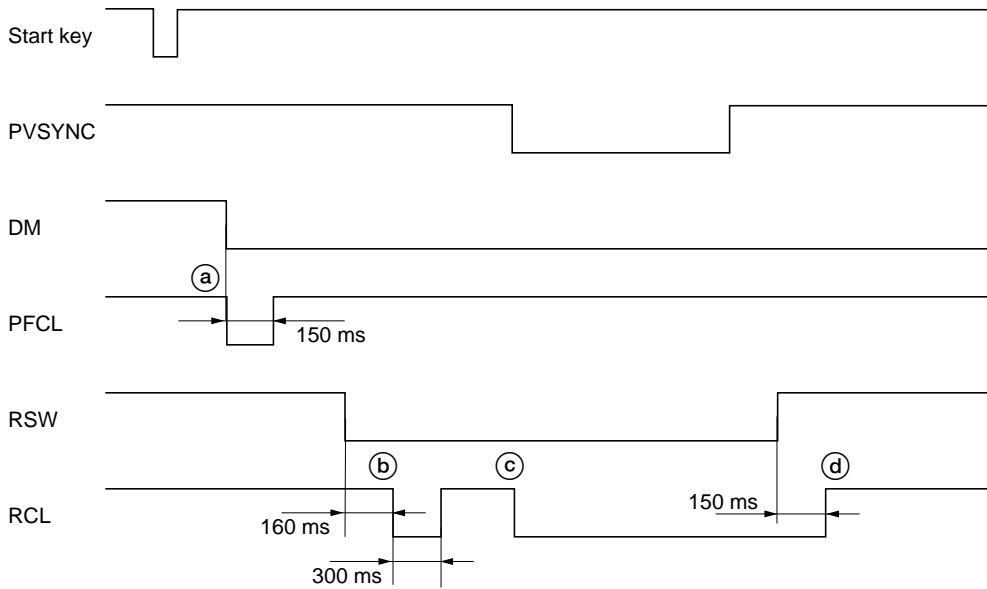 Start key
PVSYNC
DM
a
PFCL
150 ms
RSW
b
c
d
RCL
160 ms
150 ms
300 ms